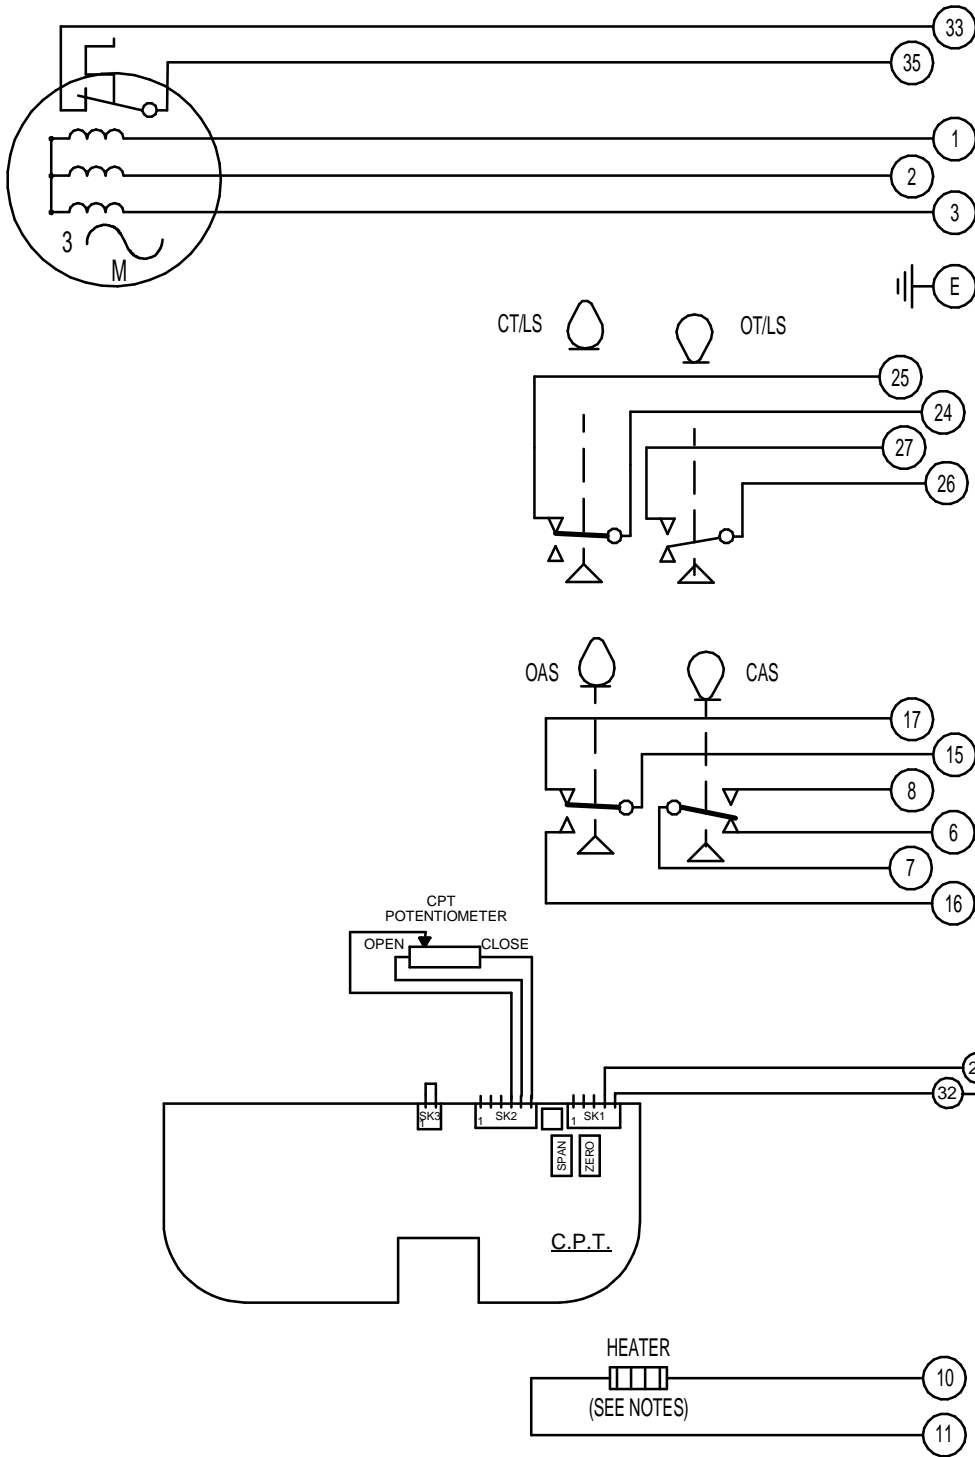 33
35
1
2
3
3
M
E
CT/LS
OT/LS
25
24
27
26
OAS
CAS
17
15
8
6
7
16
CPT
POTENTIOMETER
OPEN
CLOSE
32
SK3
1
1
SK2
1
SK1
SPAN
ZERO
C.P.T.
HEATER
(SEE NOTES)
10
11